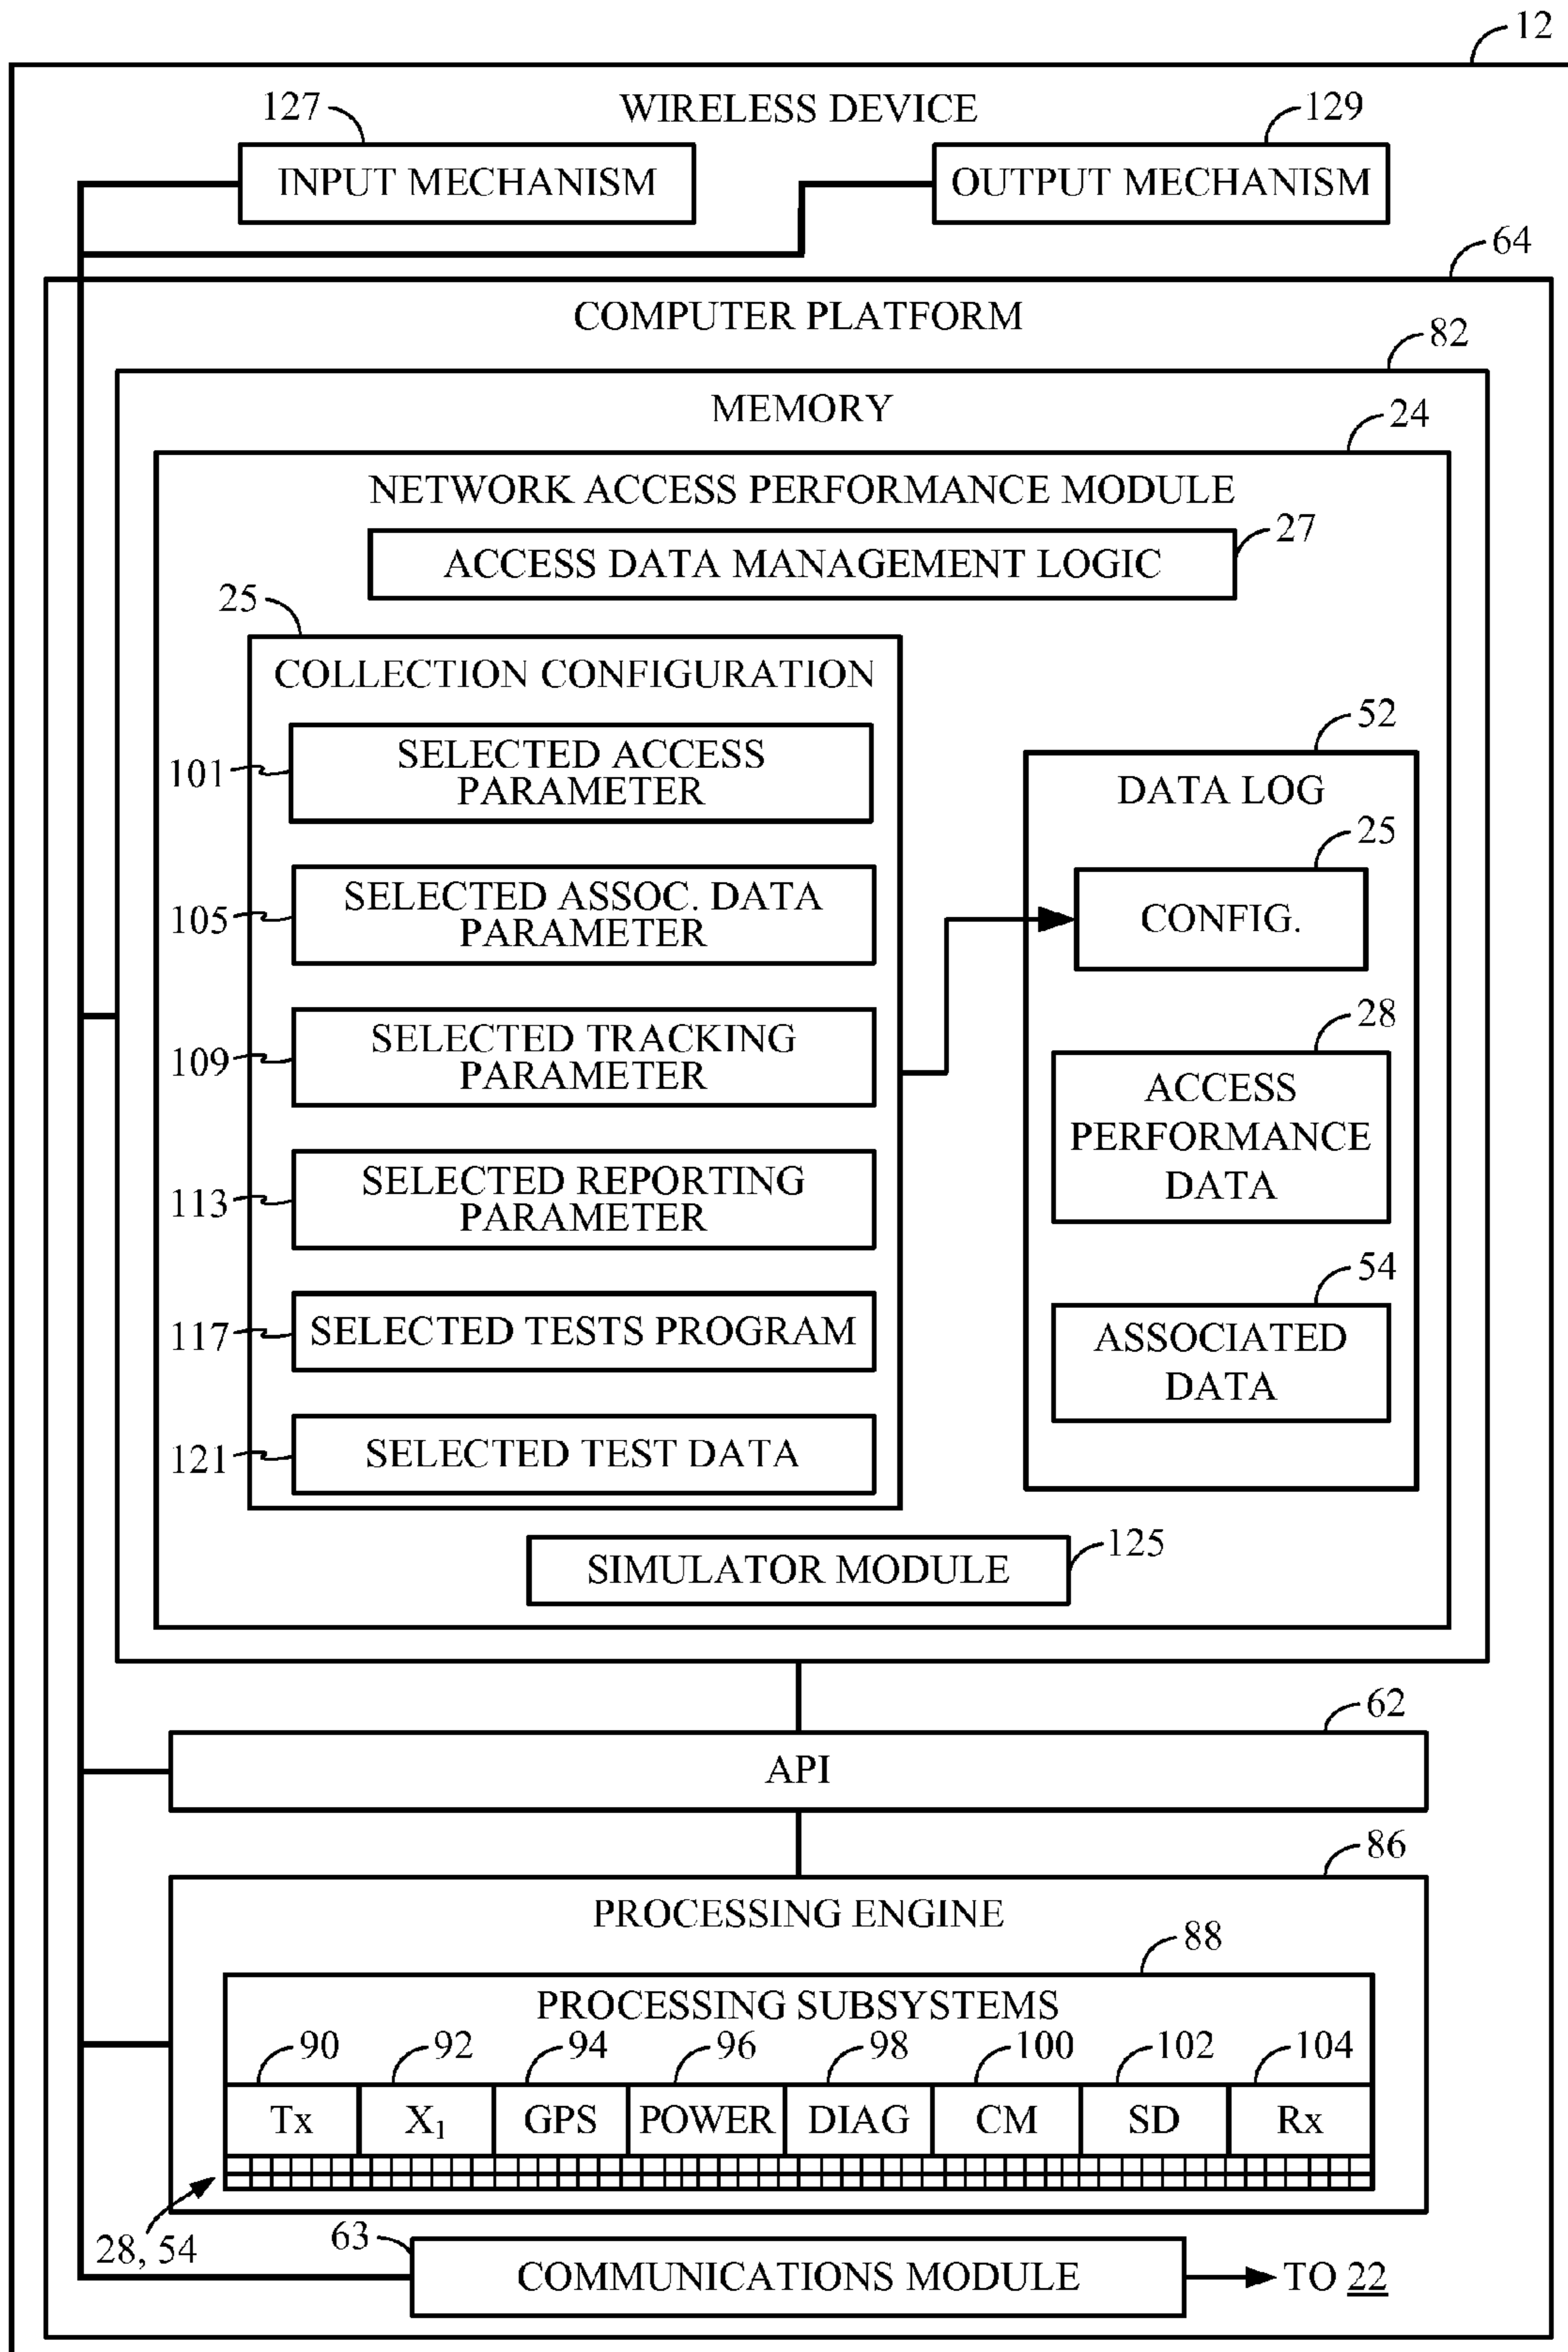 12
WIRELESS DEVICE
127
129
INPUT MECHANISM
OUTPUT MECHANISM
64
COMPUTER PLATFORM
82
MEMORY
24
NETWORK ACCESS PERFORMANCE MODULE
27
ACCESS DATA MANAGEMENT LOGIC
25
COLLECTION CONFIGURATION
101
SELECTED ACCESS
PARAMETER
105
SELECTED ASSOC. DATA
PARAMETER
109
SELECTED TRACKING
PARAMETER
113
SELECTED REPORTING
PARAMETER
117
SELECTED TESTS PROGRAM
121
SELECTED TEST DATA
52
DATA LOG
25
CONFIG.
28
ACCESS
PERFORMANCE
DATA
54
ASSOCIATED
DATA
125
SIMULATOR MODULE
62
API
86
PROCESSING ENGINE
88
PROCESSING SUBSYSTEMS
90 92 94 96 98 100 102 104
Tx X₁ GPS POWER DIAG CM SD Rx
28, 54
63
COMMUNICATIONS MODULE
TO 22